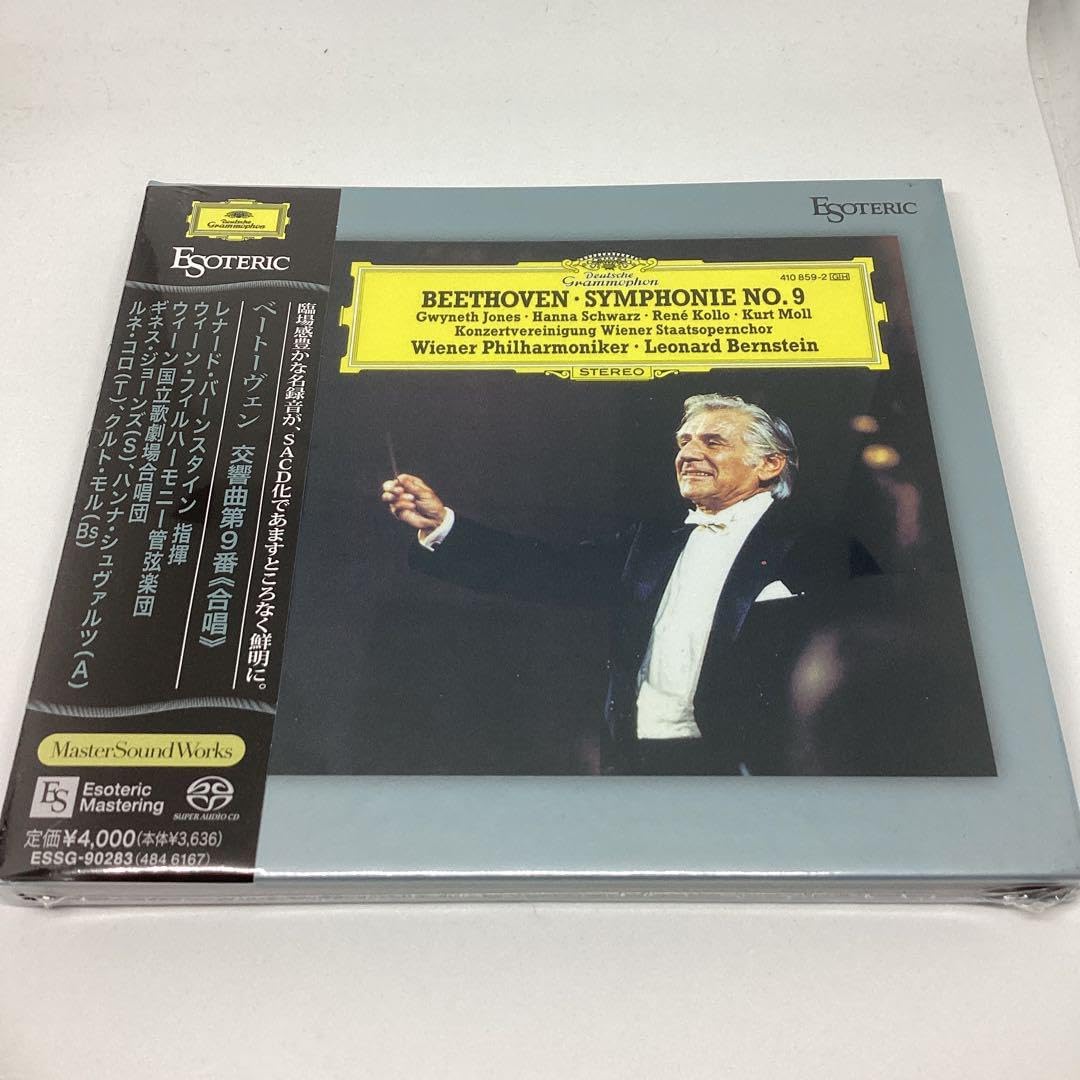 Deutsche
Grammophon
ESOTERIC
臨場感豊かな名録音が、SACD化であますところなく鮮明に。
ベートーヴェン 交響曲第9番《合唱》
レナード・バーンスタイン 指揮
ウィーン・フィルハーモニー管弦楽団
ウィーン国立歌劇場合唱団
ギネス・ジョーンズ(S)、ハンナ・シュヴァルツ(A)
ルネ・コロ(T)、クルト・モル(Bs)
MasterSoundWorks
ES
Esoteric
Mastering
SUPER AUDIO CD
定価¥4,000(本体¥3,636)
ESSG-90283(484 6167)
ESOTERIC
Deutsche
Grammophon
410 859-2 GH
BEETHOVEN · SYMPHONIE NO. 9
Gwyneth Jones · Hanna Schwarz · René Kollo · Kurt Moll
Konzertvereinigung Wiener Staatsopernchor
Wiener Philharmoniker · Leonard Bernstein
STEREO